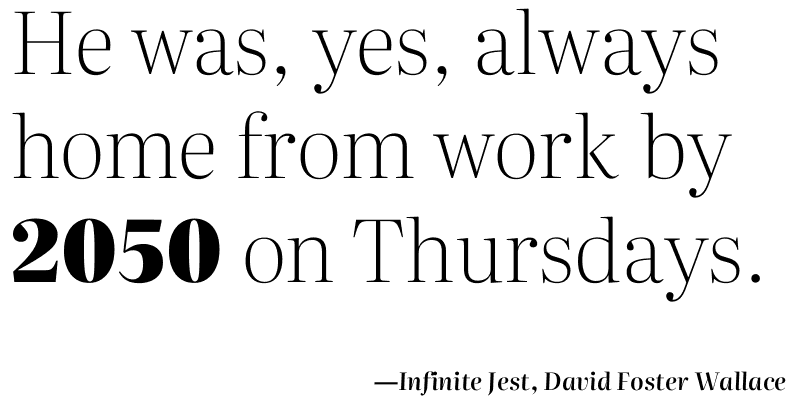 He was, yes, always
home from work by
2050 on Thursdays.
—Infinite Jest, David Foster Wallace